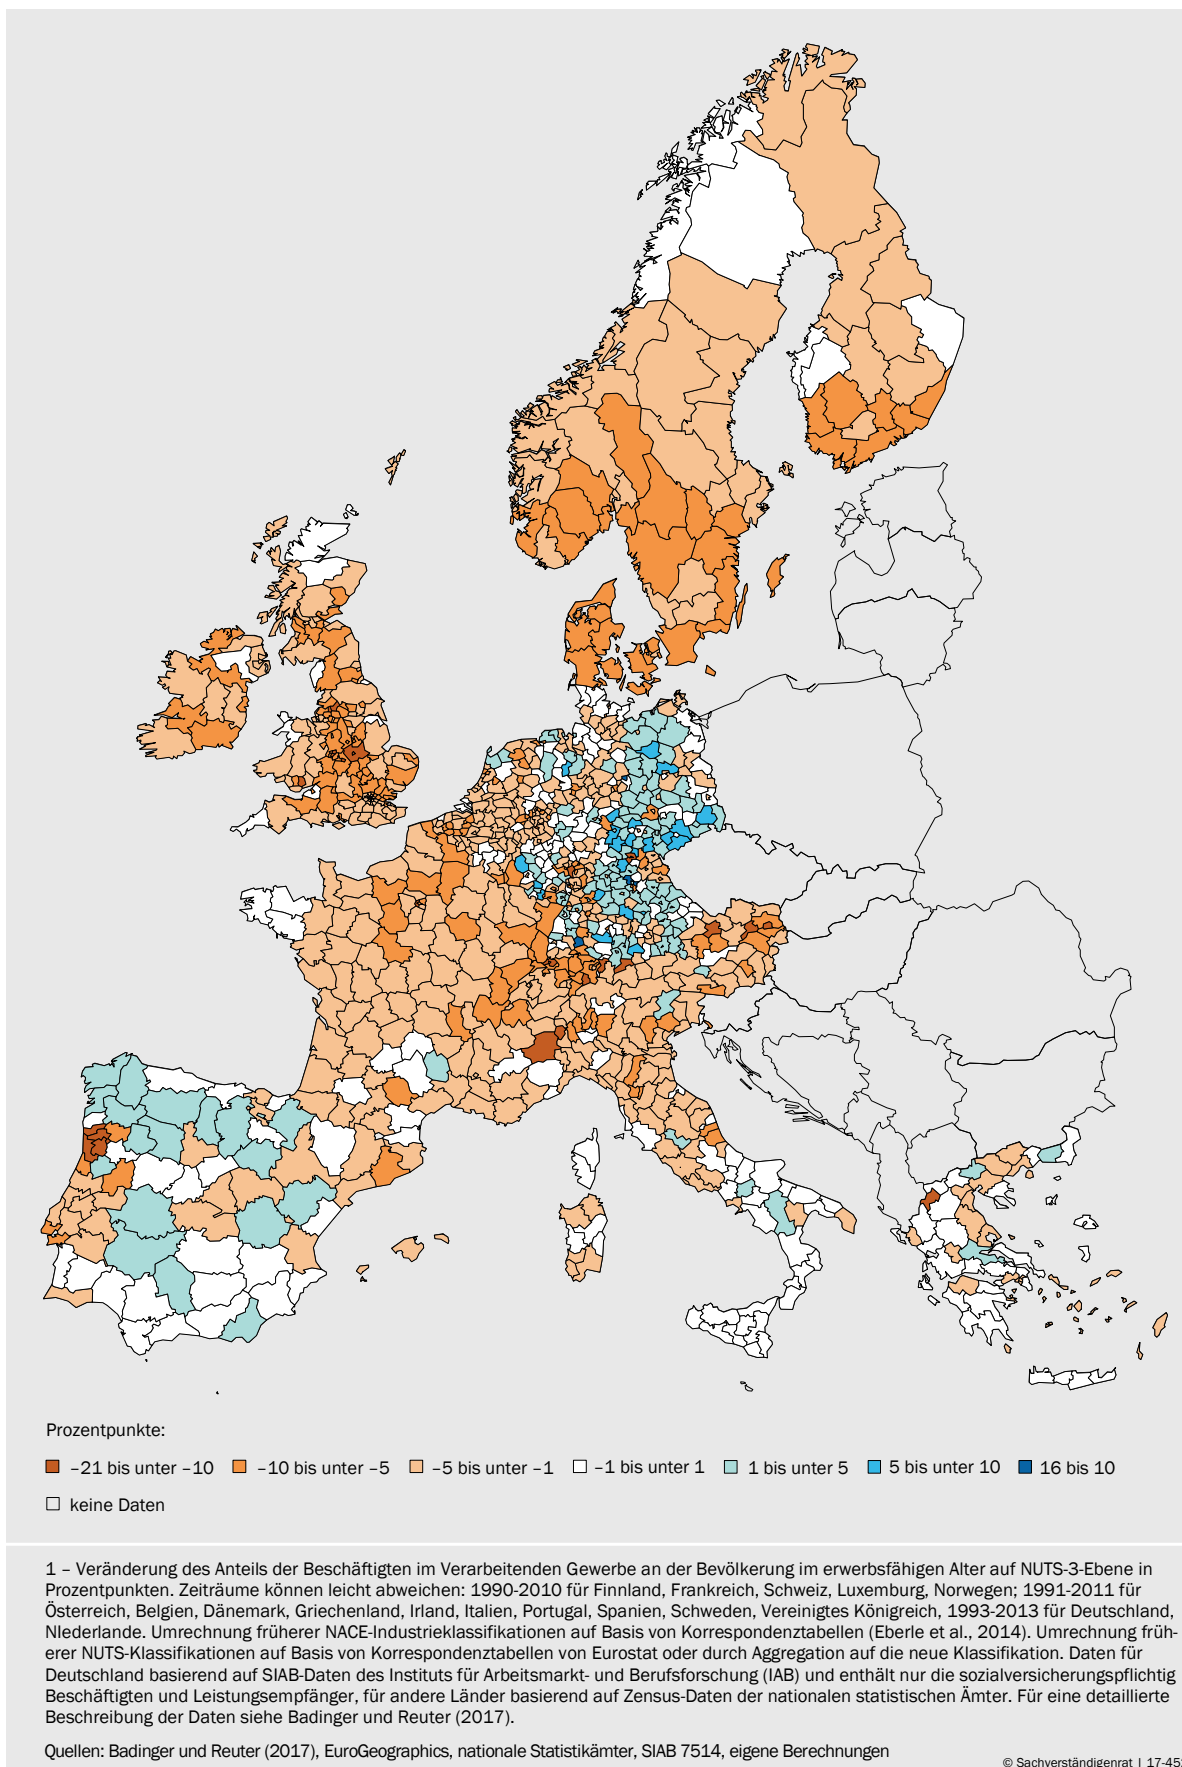 Prozentpunkte:
–21 bis unter –10 –10 bis unter –5 –5 bis unter –1 –1 bis unter 1 1 bis unter 5 5 bis unter 10 16 bis 10
keine Daten
1 – Veränderung des Anteils der Beschäftigten im Verarbeitenden Gewerbe an der Bevölkerung im erwerbsfähigen Alter auf NUTS-3-Ebene in
Prozentpunkten. Zeiträume können leicht abweichen: 1990-2010 für Finnland, Frankreich, Schweiz, Luxemburg, Norwegen; 1991-2011 für
Österreich, Belgien, Dänemark, Griechenland, Irland, Italien, Portugal, Spanien, Schweden, Vereinigtes Königreich, 1993-2013 für Deutschland,
NIederlande. Umrechnung früherer NACE-Industrieklassifikationen auf Basis von Korrespondenztabellen (Eberle et al., 2014). Umrechnung früh-
erer NUTS-Klassifikationen auf Basis von Korrespondenztabellen von Eurostat oder durch Aggregation auf die neue Klassifikation. Daten für
Deutschland basierend auf SIAB-Daten des Instituts für Arbeitsmarkt- und Berufsforschung (IAB) und enthält nur die sozialversicherungspflichtig
Beschäftigten und Leistungsempfänger, für andere Länder basierend auf Zensus-Daten der nationalen statistischen Ämter. Für eine detaillierte
Beschreibung der Daten siehe Badinger und Reuter (2017).
Quellen: Badinger und Reuter (2017), EuroGeographics, nationale Statistikämter, SIAB 7514, eigene Berechnungen
© Sachverständigenrat | 17-45